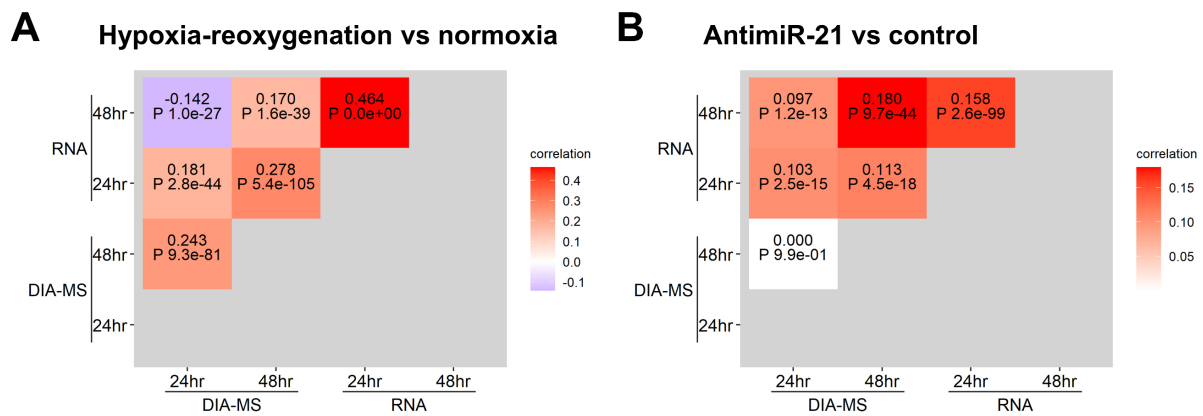 A
Hypoxia-reoxygenation vs normoxia
-0.142
P 1.0e-27
0.170
P 1.6e-39
0.464
P 0.0e+00
0.181
P 2.8e-44
0.278
P 5.4e-105
0.243
P 9.3e-81
RNA
48hr
24hr
DIA-MS
48hr
24hr
24hr
48hr
24hr
48hr
DIA-MS
RNA
correlation
0.4
0.3
0.2
0.1
0.0
-0.1
B
AntimiR-21 vs control
0.097
P 1.2e-13
0.180
P 9.7e-44
0.158
P 2.6e-99
0.103
P 2.5e-15
0.113
P 4.5e-18
0.000
P 9.9e-01
RNA
48hr
24hr
DIA-MS
48hr
24hr
24hr
48hr
24hr
48hr
DIA-MS
RNA
correlation
0.15
0.10
0.05